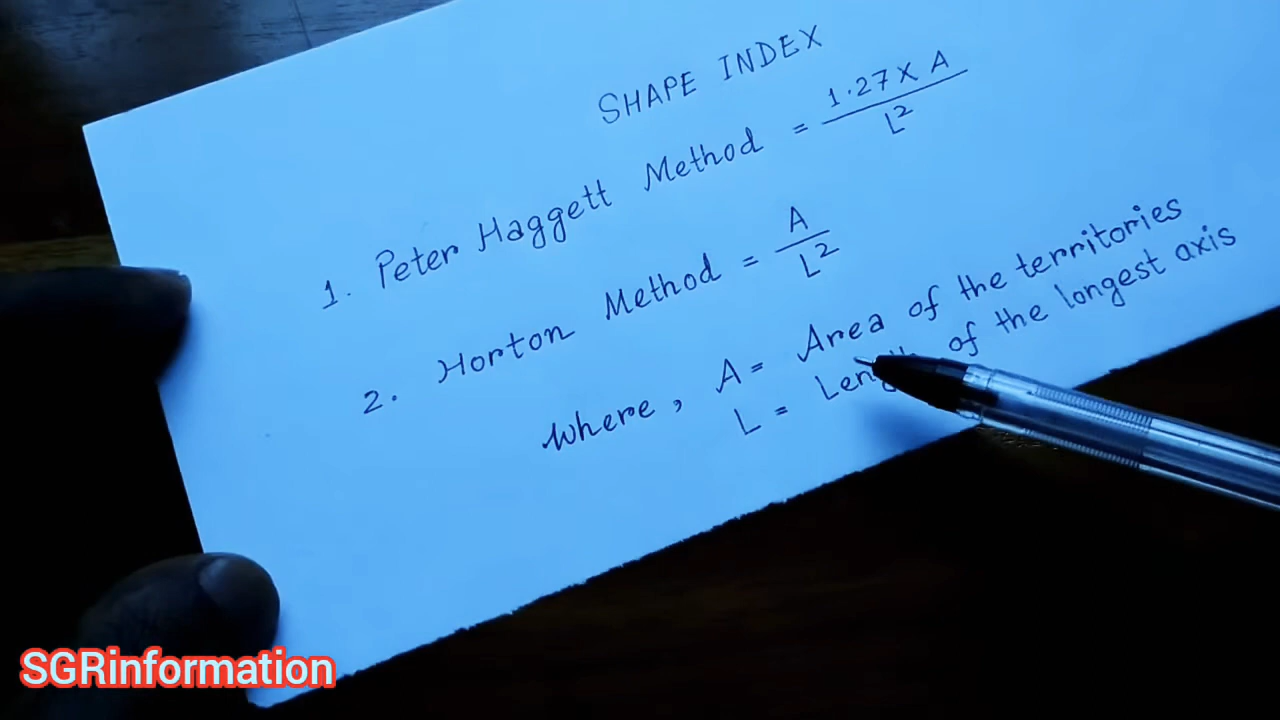 SHAPE INDEX
1. Peter Haggett Method = 1.27 X A / L²
2. Horton Method = A / L²
Where, A = Area of the territories
L = Length of the longest axis
SGRinformation